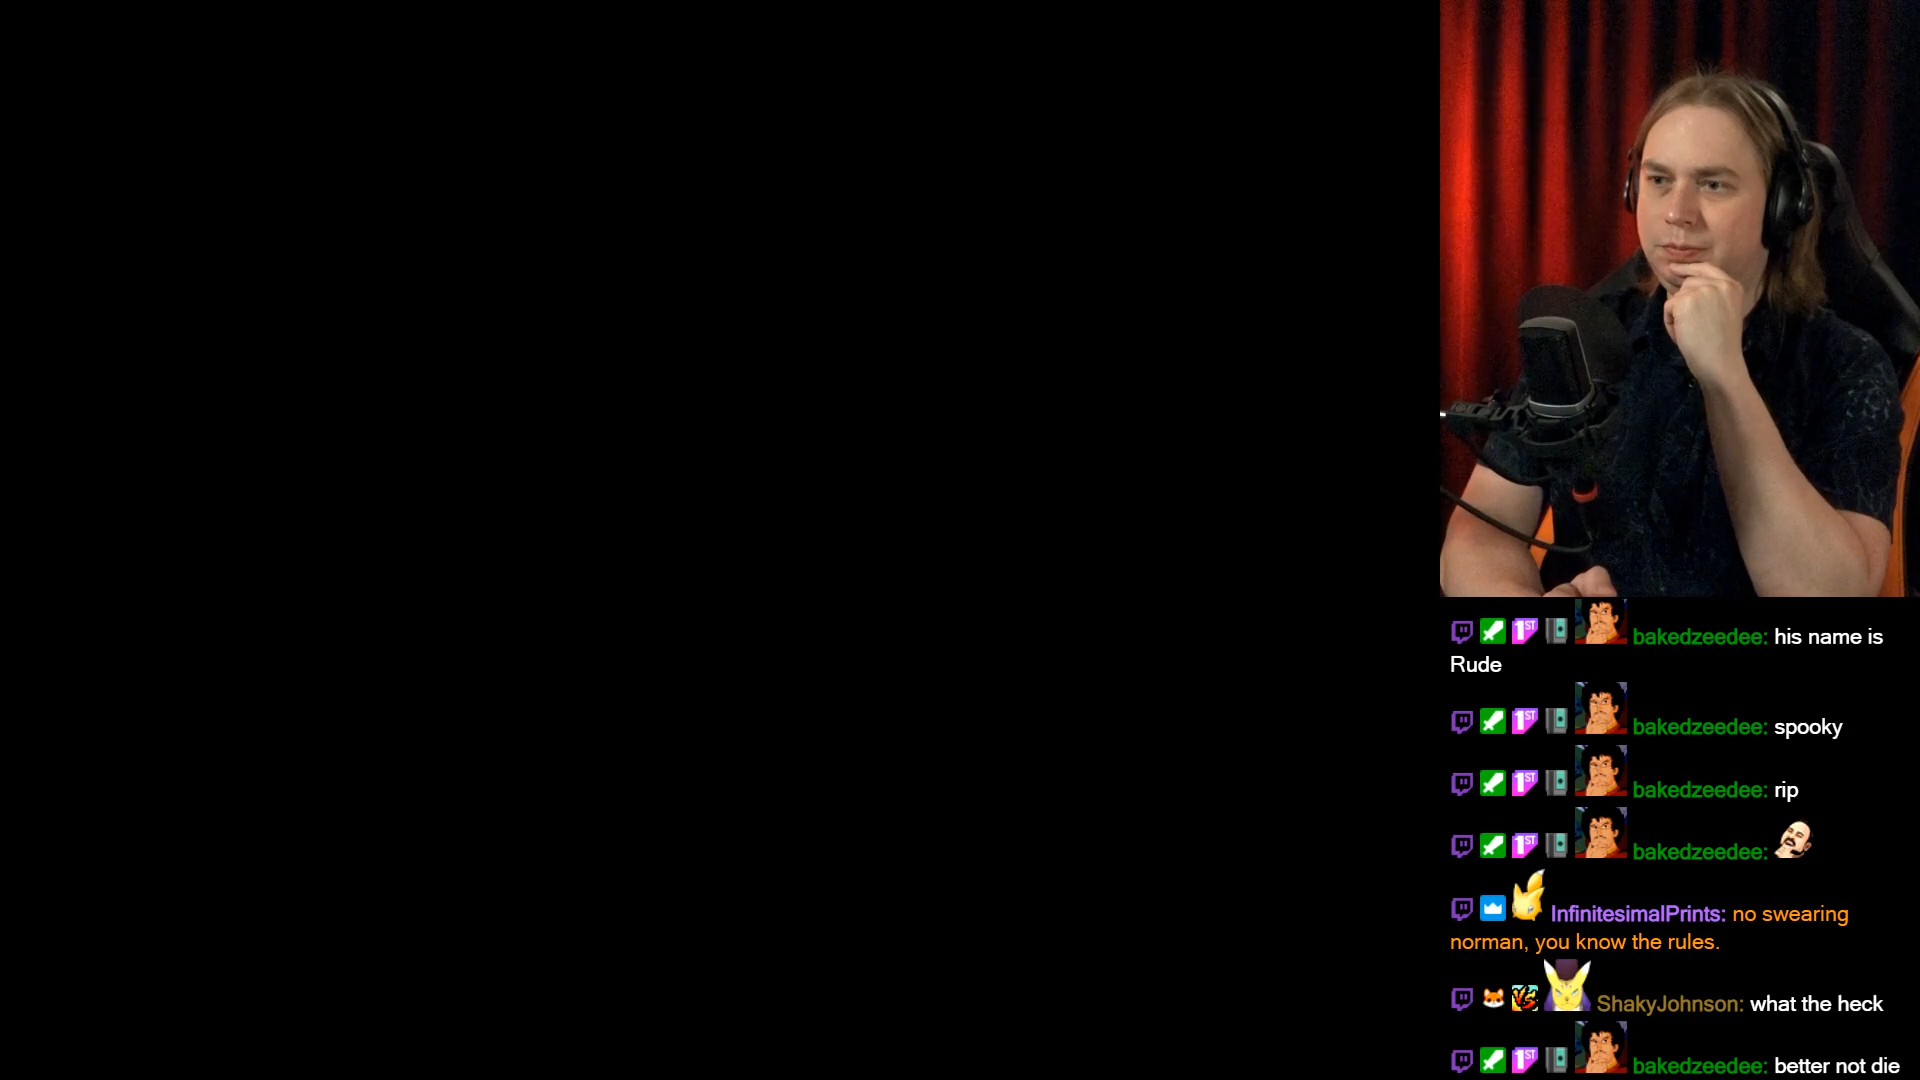 bakedzeedee: his name is
Rude
bakedzeedee: spooky
bakedzeedee: rip
bakedzeedee:
InfinitesimalPrints: no swearing
norman, you know the rules.
ShakyJohnson: what the heck
bakedzeedee: better not die